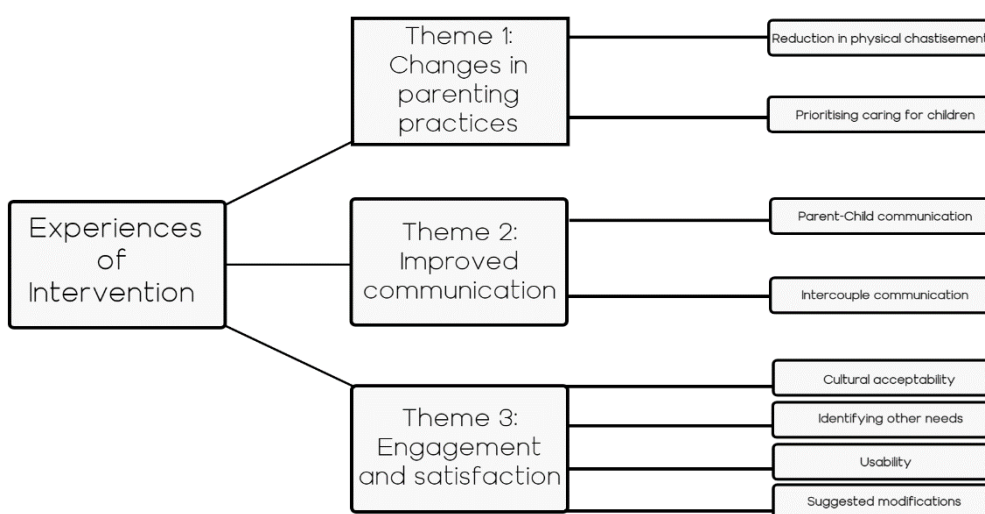 Experiences
of
Intervention
Theme 1:
Changes in
parenting
practices
Reduction in physical chastisement
Prioritising caring for children
Theme 2:
Improved
communication
Parent-Child communication
Intercouple communication
Theme 3:
Engagement
and satisfaction
Cultural acceptability
Identifying other needs
Usability
Suggested modifications